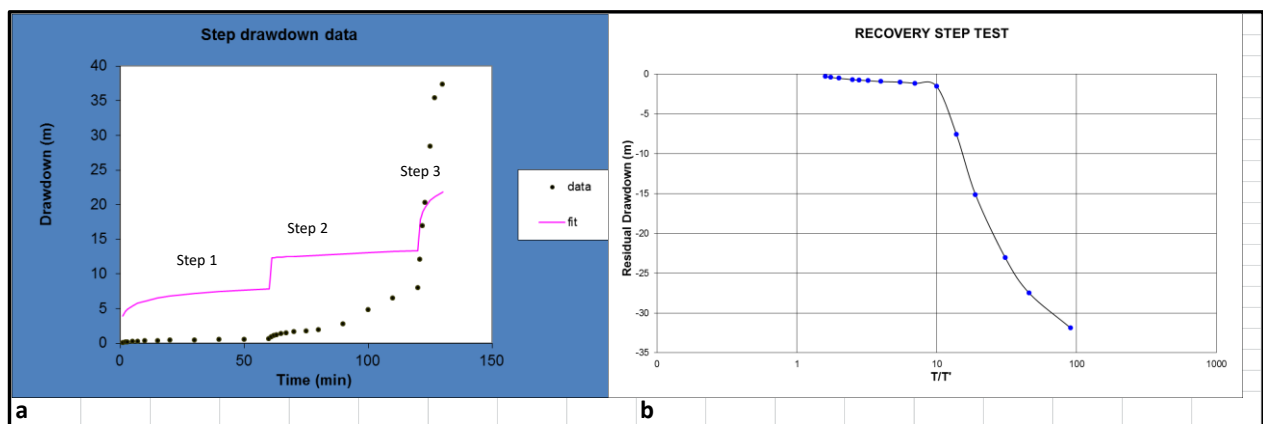 Step drawdown data
40
35
30
25
20
15
10
5
0
Drawdown (m)
0 50 100 150
Time (min)
Step 1
Step 2
Step 3
data
fit
a
RECOVERY STEP TEST
0
-5
-10
-15
-20
-25
-30
-35
Residual Drawdown (m)
0 1 10 100 1000
T/T'
b